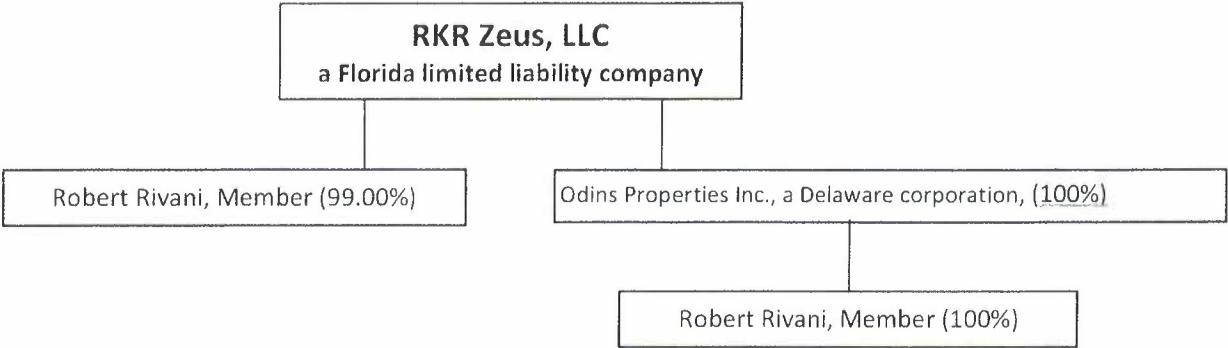 RKR Zeus, LLC
a Florida limited liability company
Robert Rivani, Member (99.00%)
Odins Properties Inc., a Delaware corporation, (100%)
Robert Rivani, Member (100%)